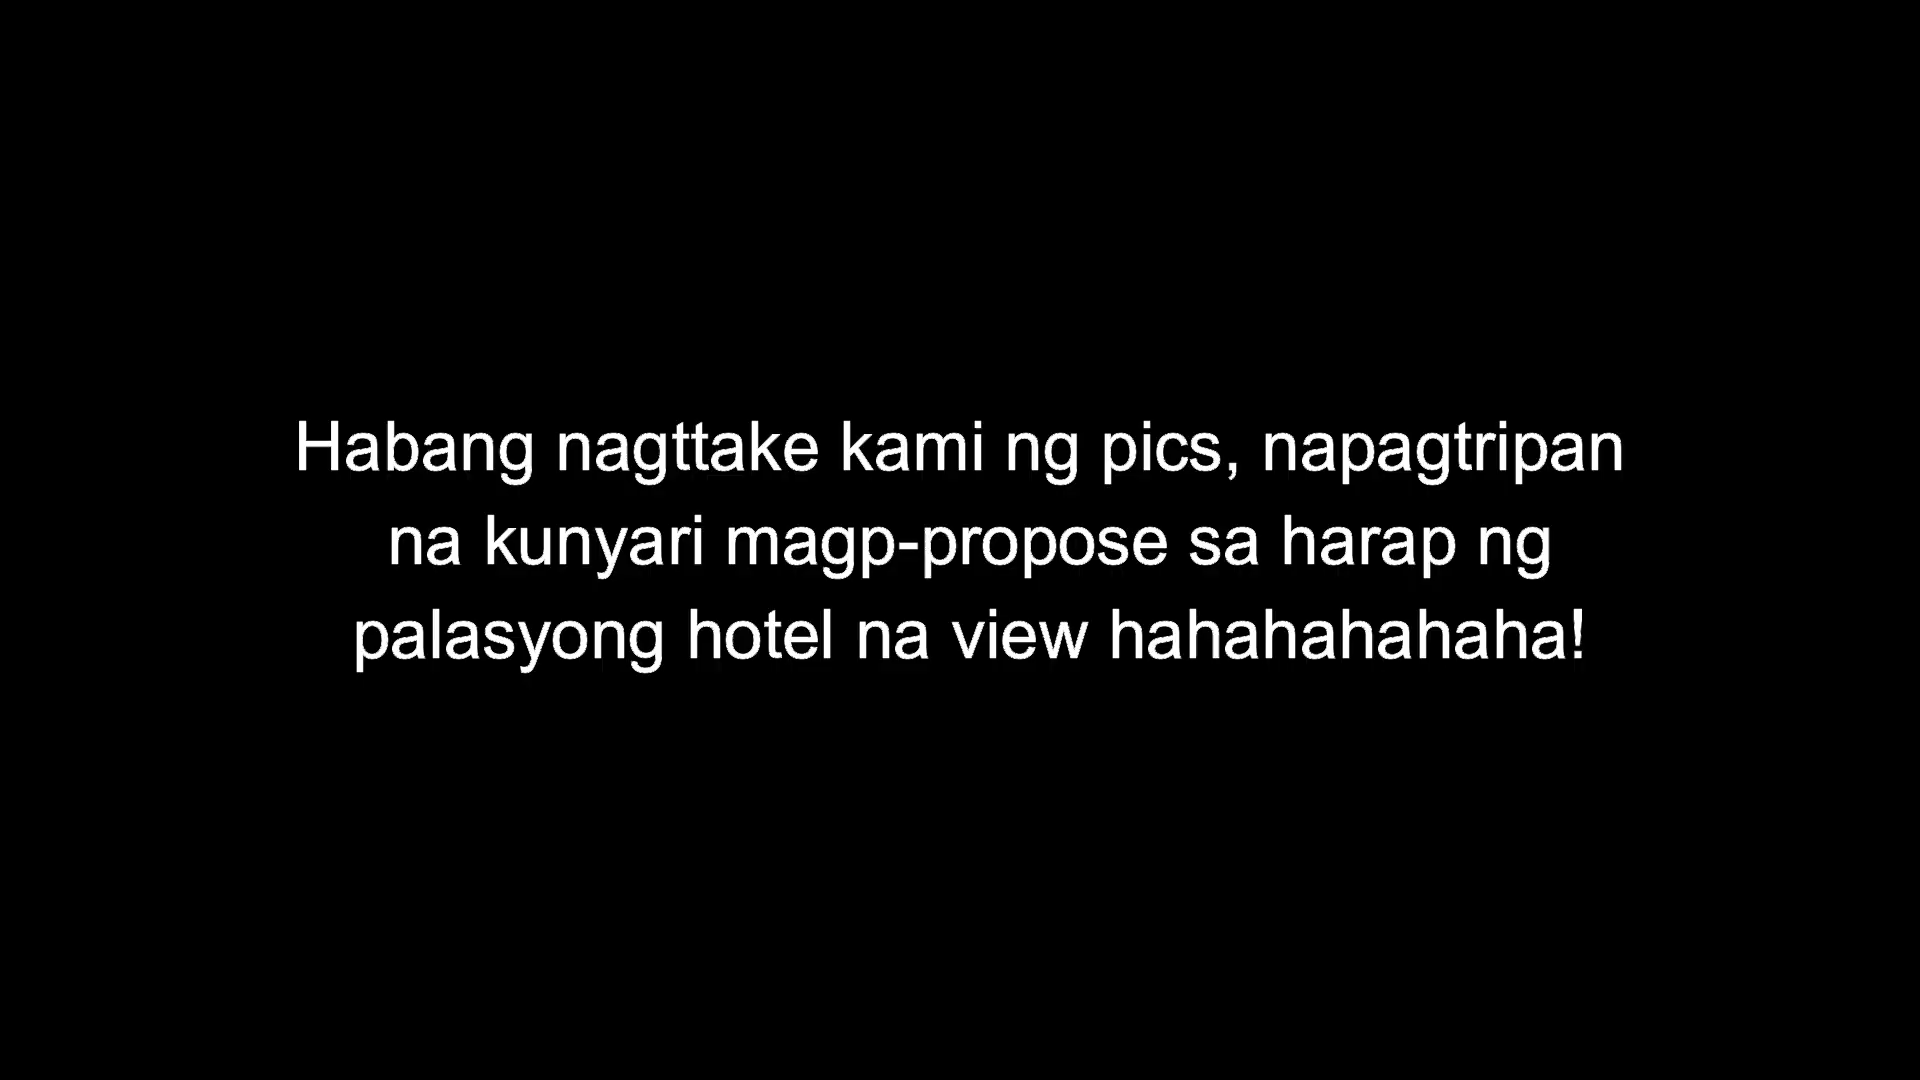 Habang nagttake kami ng pics, napagtripan
na kunyari magp-propose sa harap ng
palasyong hotel na view hahahahahaha!